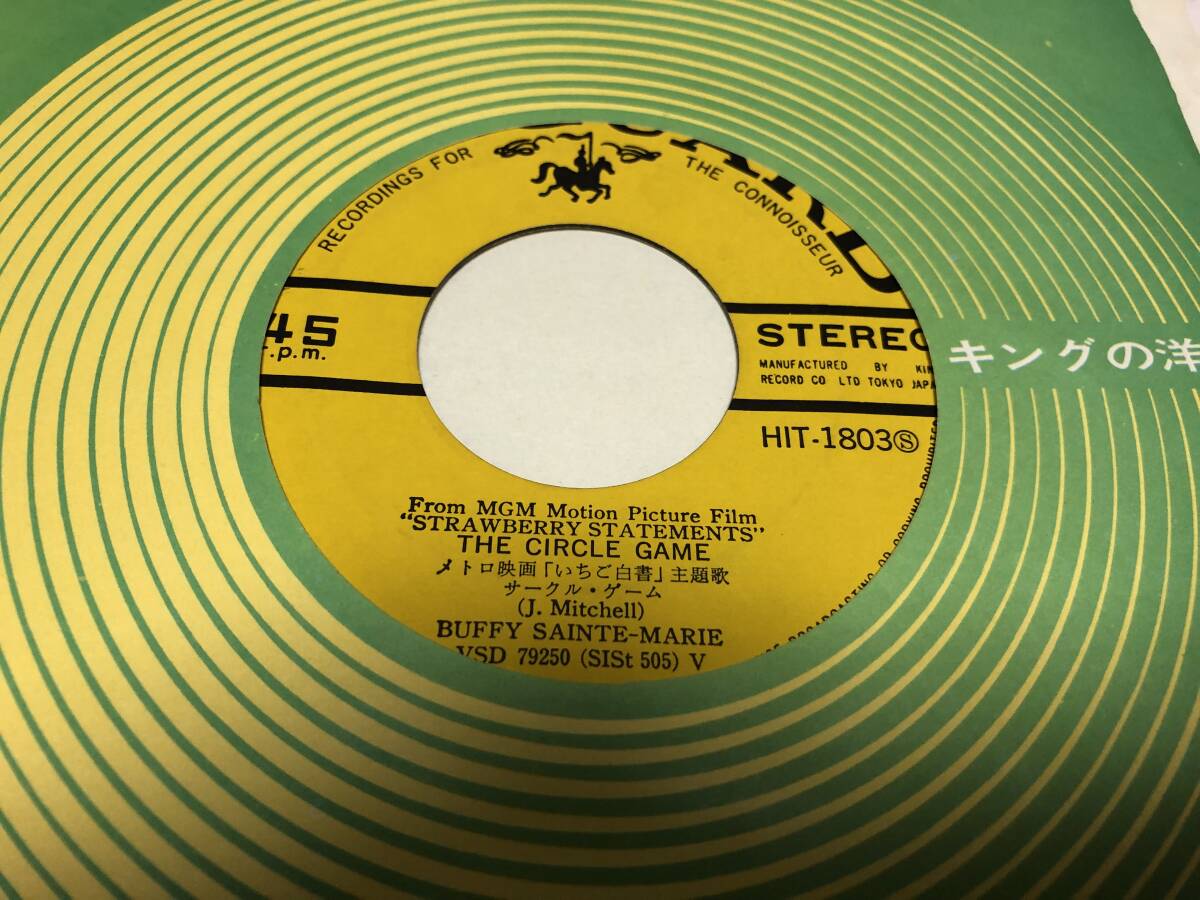 RECORDINGS FOR THE CONNOISSEUR
45
r.p.m.
STEREO
MANUFACTURED BY KIN
RECORD CO LTD TOKYO JAPA
HIT-1803Ⓢ
From MGM Motion Picture Film
"STRAWBERRY STATEMENTS"
THE CIRCLE GAME
メトロ映画「いちご白書」主題歌
サークル・ゲーム
(J. Mitchell)
BUFFY SAINTE-MARIE
VSD 79250 (SISt 505) V
キングの洋